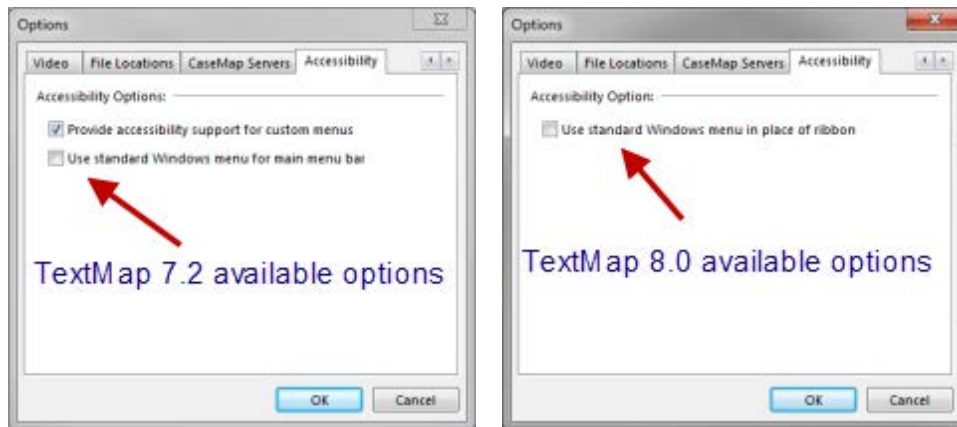 Options
Video File Locations CaseMap Servers Accessibility
Accessibility Options:
Provide accessibility support for custom menus
Use standard Windows menu for main menu bar
TextMap 7.2 available options
OK Cancel
Options
Video File Locations CaseMap Servers Accessibility
Accessibility Option:
Use standard Windows menu in place of ribbon
TextMap 8.0 available options
OK Cancel